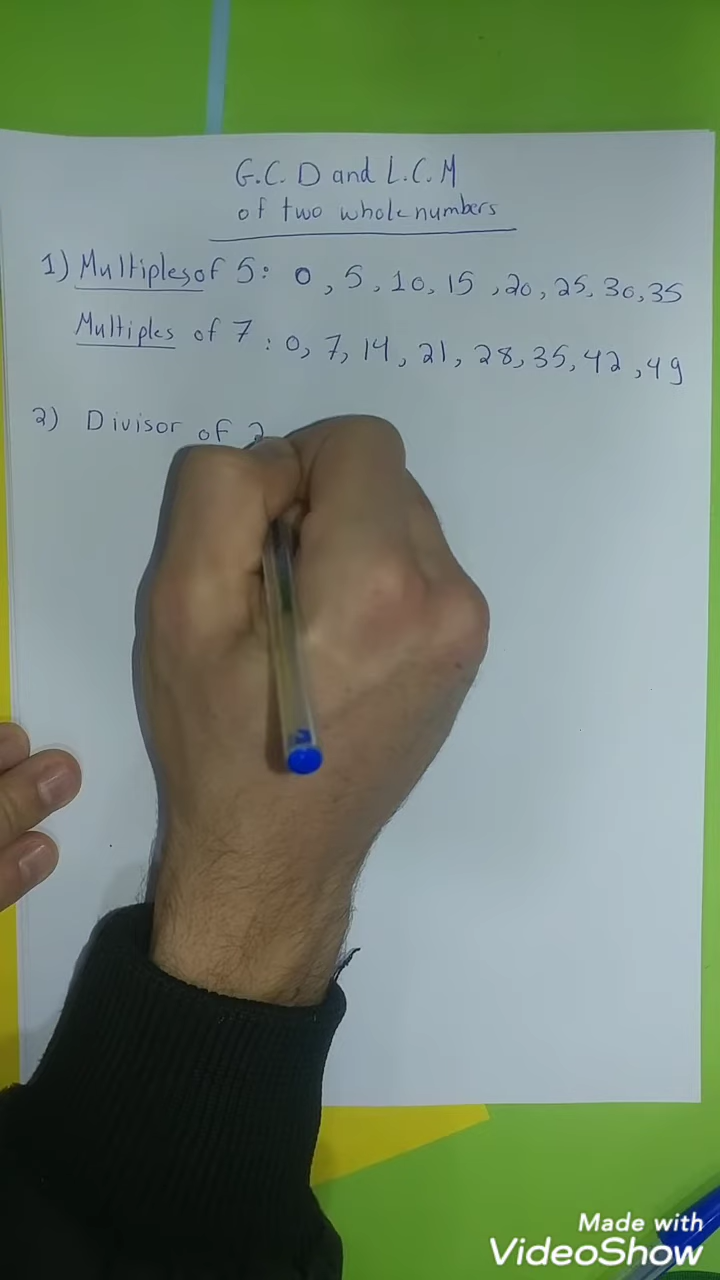 G.C.D and L.C.M
of two whole numbers
1) Multiples of 5: 0, 5, 10, 15, 20, 25, 30, 35
Multiples of 7: 0, 7, 14, 21, 28, 35, 42, 49
2) Divisor of 2
Made with
VideoShow